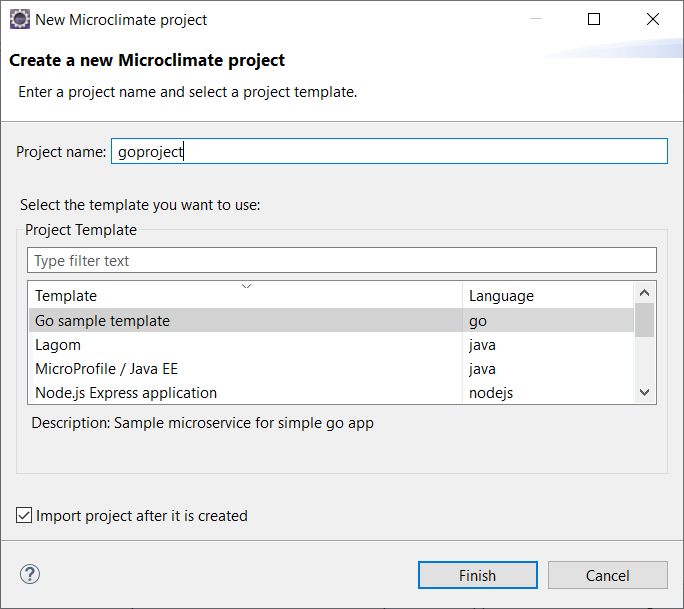 New Microclimate project
Create a new Microclimate project
Enter a project name and select a project template.
Project name: goproject
Select the template you want to use:
Project Template
Type filter text
Template Language
Go sample template go
Lagom java
MicroProfile / Java EE java
Node.js Express application nodejs
Description: Sample microservice for simple go app
Import project after it is created
? Finish Cancel